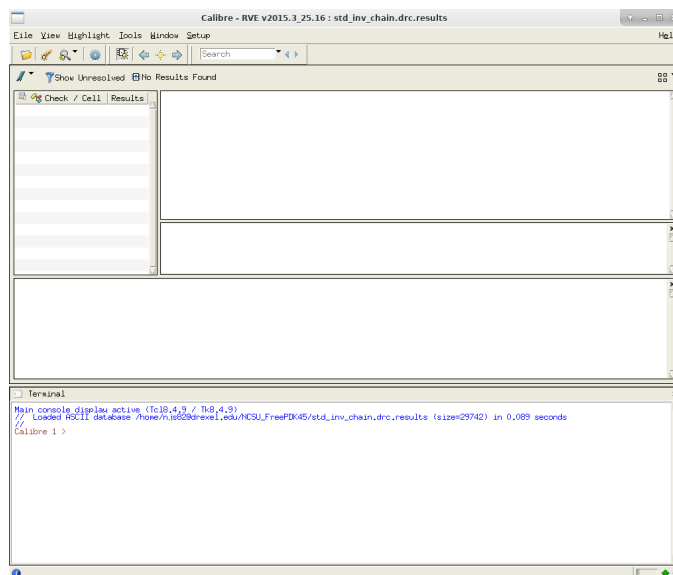 Calibre - RVE v2015.3_25.16 : std_inv_chain.drc.results
File View Highlight Tools Window Setup
Hel
Search
Show Unresolved No Results Found
Check / Cell Results
Terminal
Main console display active (Tcl8.4.9 / Tk8.4.9)
// Loaded ASCII database /home/njs82@drexel.edu/NCSU_FreePDK45/std_inv_chain.drc.results (size=29742) in 0.089 seconds
//
Calibre 1 >